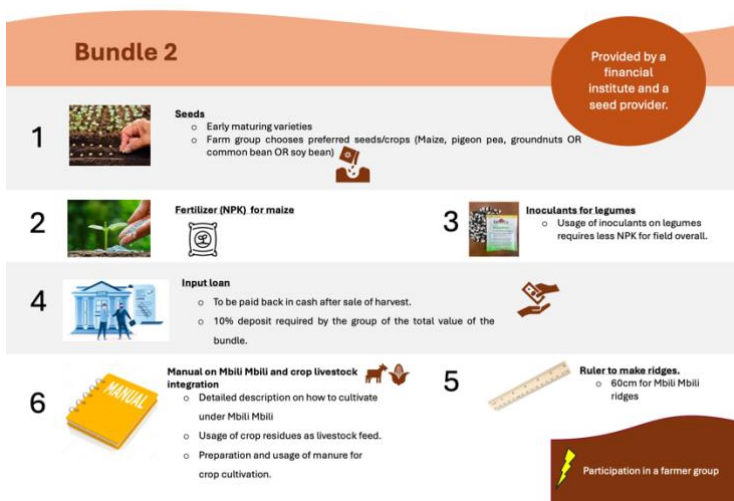 Bundle 2
Provided by a
financial
institute and a
seed provider.
1
Seeds
o Early maturing varieties
o Farm group chooses preferred seeds/crops (Maize, pigeon pea, groundnuts OR
common bean OR soy bean)
2
Fertilizer (NPK) for maize
3
Inoculants for legumes
o Usage of inoculants on legumes
requires less NPK for field overall.
4
Input loan
o To be paid back in cash after sale of harvest.
o 10% deposit required by the group of the total value of the
bundle.
6
MANUAL
Manual on Mbili Mbili and crop livestock
integration
o Detailed description on how to cultivate
under Mbili Mbili
o Usage of crop residues as livestock feed.
o Preparation and usage of manure for
crop cultivation.
5
Ruler to make ridges.
o 60cm for Mbili Mbili
ridges
Participation in a farmer group